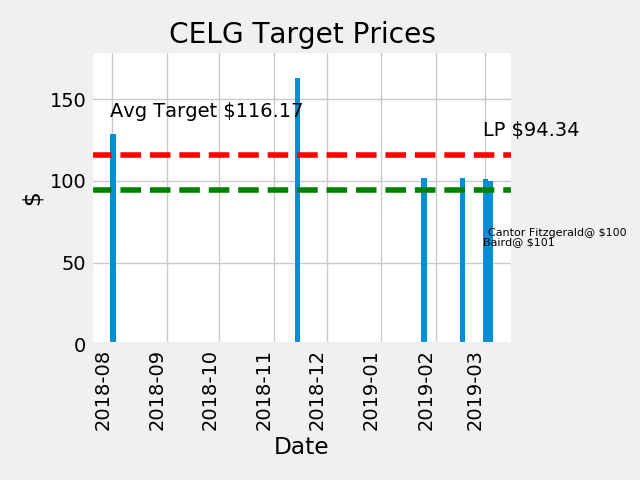 CELG Target Prices
Avg Target $116.17
LP $94.34
Cantor Fitzgerald@ $100
Baird@ $101
$
150
100
50
0
2018-08
2018-09
2018-10
2018-11
2018-12
2019-01
2019-02
2019-03
Date